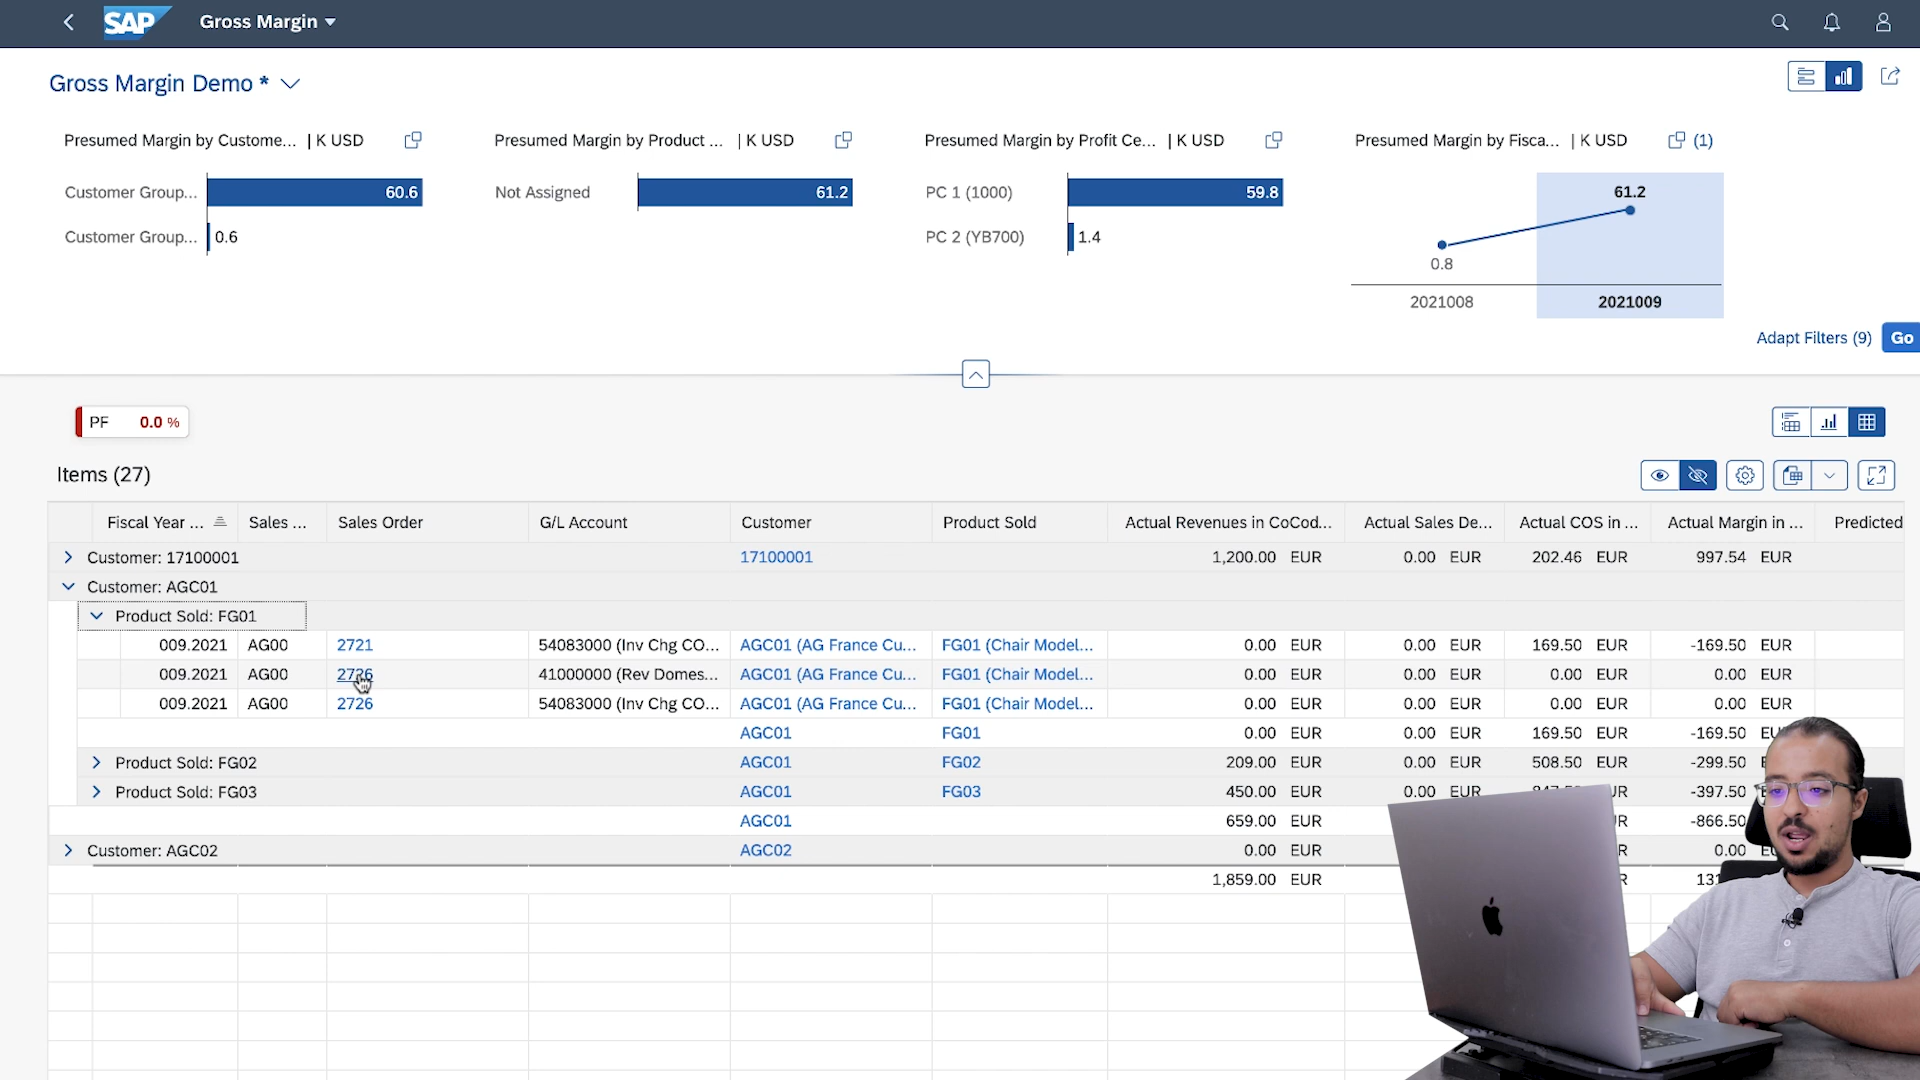 SAP Gross Margin
Gross Margin Demo *
Presumed Margin by Custome... | K USD
Customer Group... 60.6
Customer Group... 0.6
Presumed Margin by Product ... | K USD
Not Assigned 61.2
Presumed Margin by Profit Ce... | K USD
PC 1 (1000) 59.8
PC 2 (YB700) 1.4
Presumed Margin by Fisca... | K USD (1)
61.2
0.8
2021008 2021009
Adapt Filters (9) Go
PF 0.0 %
Items (27)
Fiscal Year ... Sales ... Sales Order G/L Account Customer Product Sold Actual Revenues in CoCod... Actual Sales De... Actual COS in ... Actual Margin in ... Predicted
Customer: 17100001 17100001 1,200.00 EUR 0.00 EUR 202.46 EUR 997.54 EUR
Customer: AGC01
Product Sold: FG01
009.2021 AG00 2721 54083000 (Inv Chg CO... AGC01 (AG France Cu... FG01 (Chair Model... 0.00 EUR 0.00 EUR 169.50 EUR -169.50 EUR
009.2021 AG00 2726 41000000 (Rev Domes... AGC01 (AG France Cu... FG01 (Chair Model... 0.00 EUR 0.00 EUR 0.00 EUR 0.00 EUR
009.2021 AG00 2726 54083000 (Inv Chg CO... AGC01 (AG France Cu... FG01 (Chair Model... 0.00 EUR 0.00 EUR 0.00 EUR 0.00 EUR
AGC01 FG01 0.00 EUR 0.00 EUR 169.50 EUR -169.50
Product Sold: FG02 AGC01 FG02 209.00 EUR 0.00 EUR 508.50 EUR -299.50
Product Sold: FG03 AGC01 FG03 450.00 EUR 0.00 EUR -397.50
AGC01 659.00 EUR -866.50
Customer: AGC02 AGC02 0.00 EUR 0.00
1,859.00 EUR